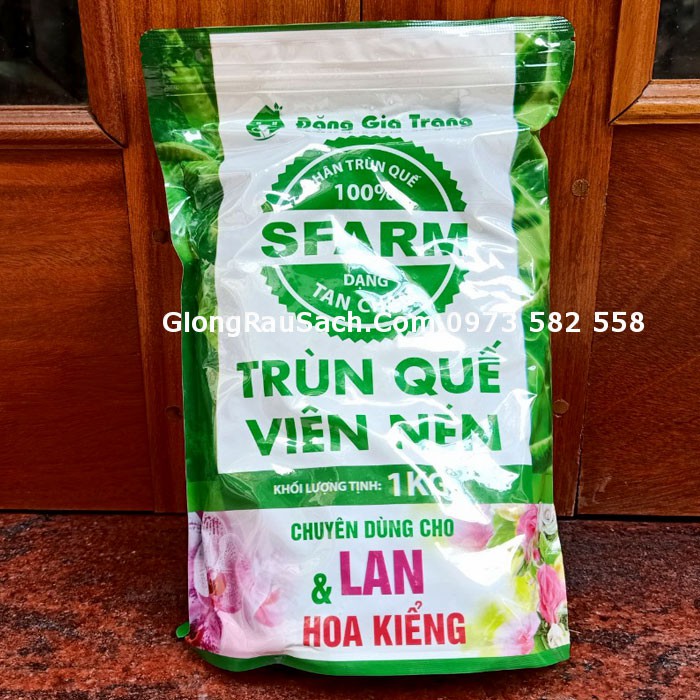 Đặng Gia Trang
PHÂN TRÙN QUẾ
100%
SFARM
DẠNG
TAN
GIongRauSach.Com 0973 582 558
TRÙN QUẾ
VIÊN NÉN
KHỐI LƯỢNG TỊNH: 1KG
CHUYÊN DÙNG CHO
& LAN
HOA KIỂNG